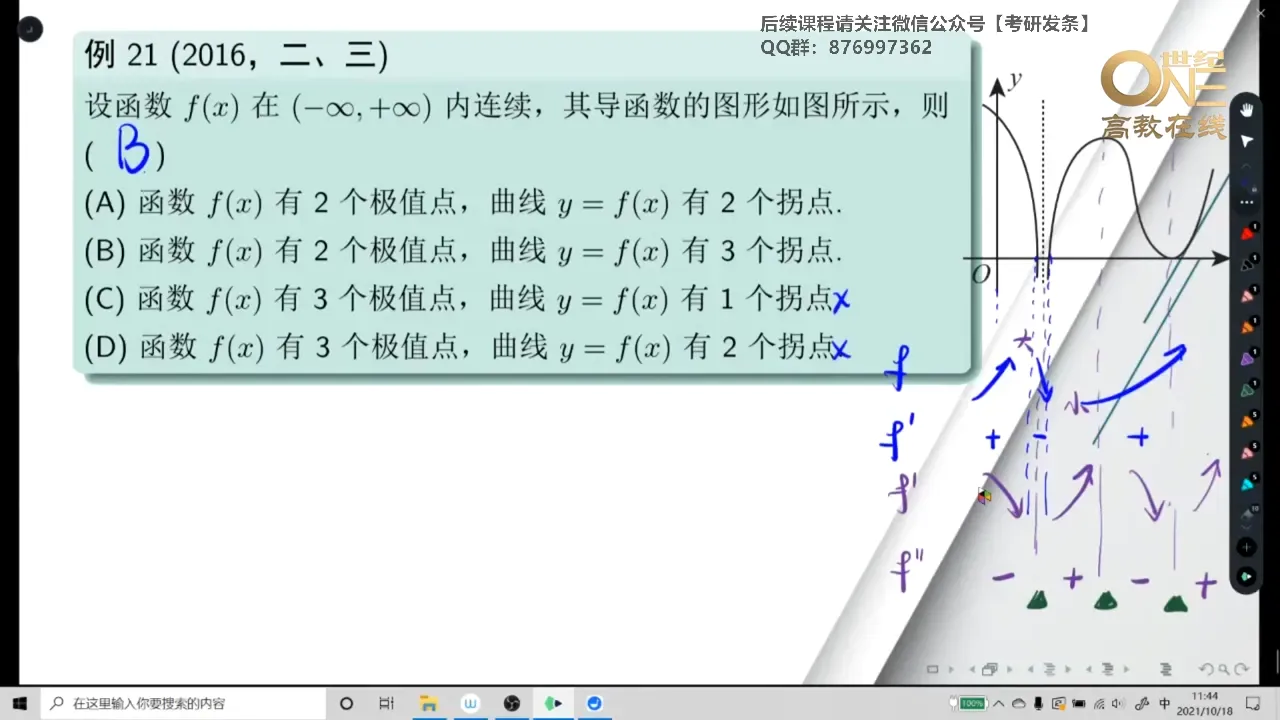 后续课程请关注微信公众号【考研发条】
QQ群：876997362
世纪
ONE
高教在线
例 21 (2016，二、三)
设函数 f(x) 在 (−∞, +∞) 内连续，其导函数的图形如图所示，则
( B )
(A) 函数 f(x) 有 2 个极值点，曲线 y = f(x) 有 2 个拐点.
(B) 函数 f(x) 有 2 个极值点，曲线 y = f(x) 有 3 个拐点.
(C) 函数 f(x) 有 3 个极值点，曲线 y = f(x) 有 1 个拐点 x
(D) 函数 f(x) 有 3 个极值点，曲线 y = f(x) 有 2 个拐点 x
y
O
大
f
小
f' + − +
f'
f'' − + − +
在这里输入你要搜索的内容
100%
中
11:44
2021/10/18